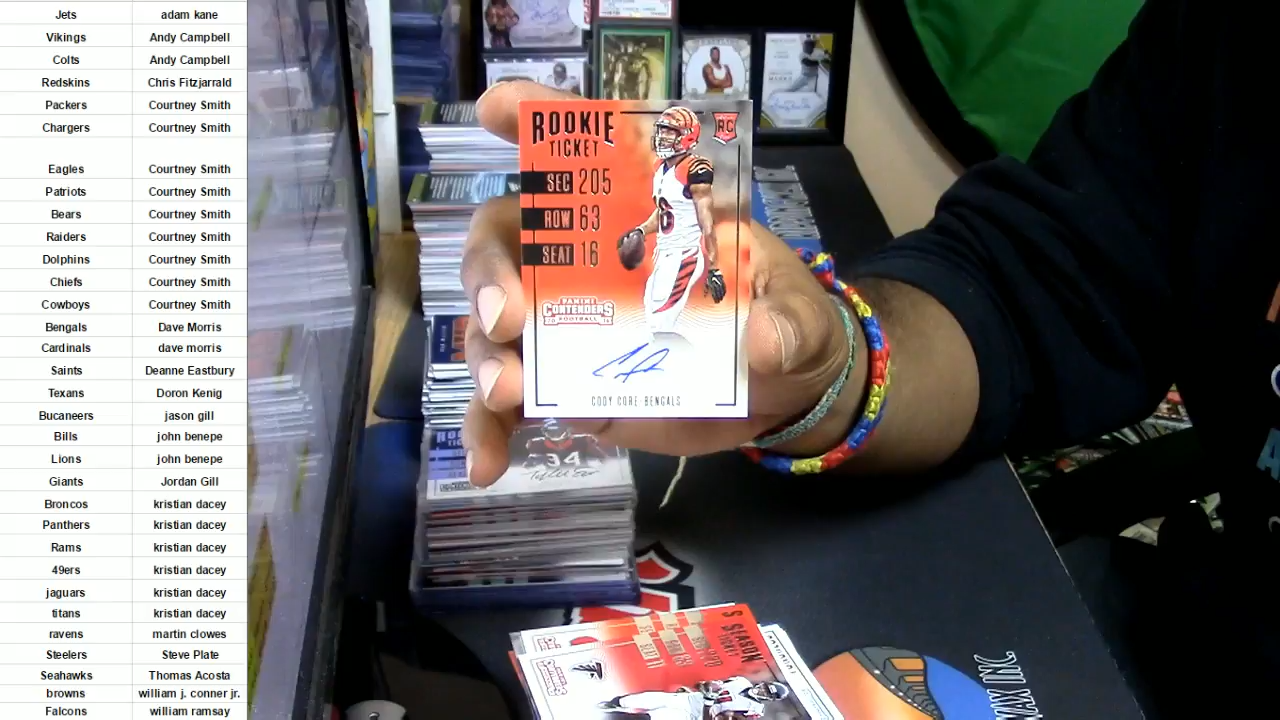 Jets adam kane
Vikings Andy Campbell
Colts Andy Campbell
Redskins Chris Fitzjarrald
Packers Courtney Smith
Chargers Courtney Smith
Eagles Courtney Smith
Patriots Courtney Smith
Bears Courtney Smith
Raiders Courtney Smith
Dolphins Courtney Smith
Chiefs Courtney Smith
Cowboys Courtney Smith
Bengals Dave Morris
Cardinals dave morris
Saints Deanne Eastbury
Texans Doron Kenig
Bucaneers jason gill
Bills john benepe
Lions john benepe
Giants Jordan Gill
Broncos kristian dacey
Panthers kristian dacey
Rams kristian dacey
49ers kristian dacey
jaguars kristian dacey
titans kristian dacey
ravens martin clowes
Steelers Steve Plate
Seahawks Thomas Acosta
browns william j. conner jr.
Falcons william ramsay
ROOKIE
TICKET
RC
SEC 205
ROW 63
SEAT 16
PANINI
CONTENDERS
FOOTBALL
CODY CORE-BENGALS
94
SEASON
TICKET
WAX INC